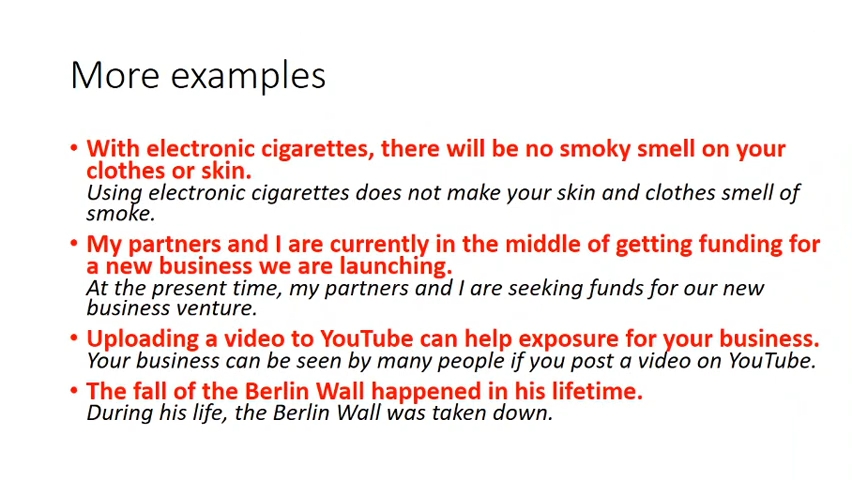 More examples
• With electronic cigarettes, there will be no smoky smell on your
clothes or skin.
Using electronic cigarettes does not make your skin and clothes smell of
smoke.
• My partners and I are currently in the middle of getting funding for
a new business we are launching.
At the present time, my partners and I are seeking funds for our new
business venture.
• Uploading a video to YouTube can help exposure for your business.
Your business can be seen by many people if you post a video on YouTube.
• The fall of the Berlin Wall happened in his lifetime.
During his life, the Berlin Wall was taken down.